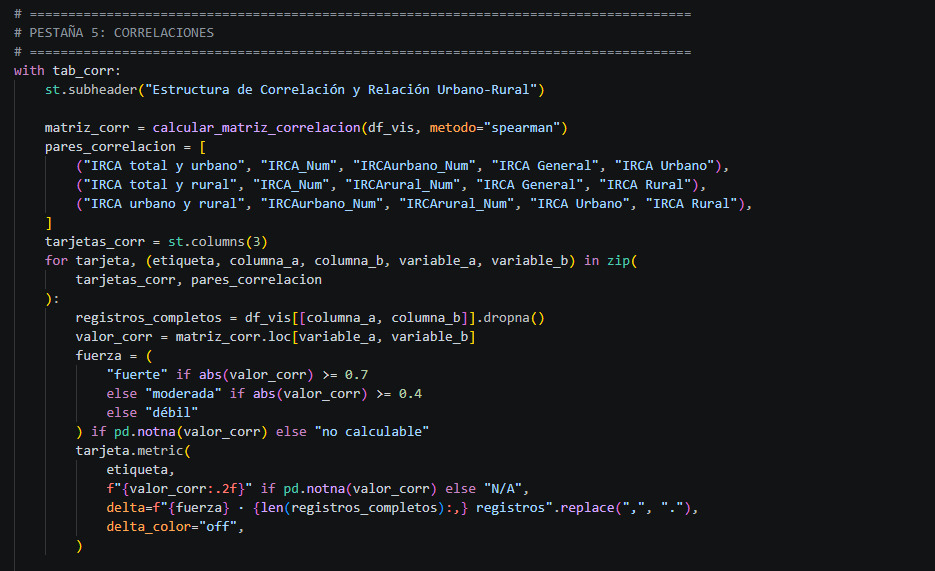 # ==============================================================================
# PESTAÑA 5: CORRELACIONES
# ==============================================================================
with tab_corr:
    st.subheader("Estructura de Correlación y Relación Urbano-Rural")

    matriz_corr = calcular_matriz_correlacion(df_vis, metodo="spearman")
    pares_correlacion = [
        ("IRCA total y urbano", "IRCA_Num", "IRCAurbano_Num", "IRCA General", "IRCA Urbano"),
        ("IRCA total y rural", "IRCA_Num", "IRCArural_Num", "IRCA General", "IRCA Rural"),
        ("IRCA urbano y rural", "IRCAurbano_Num", "IRCArural_Num", "IRCA Urbano", "IRCA Rural"),
    ]
    tarjetas_corr = st.columns(3)
    for tarjeta, (etiqueta, columna_a, columna_b, variable_a, variable_b) in zip(
        tarjetas_corr, pares_correlacion
    ):
        registros_completos = df_vis[[columna_a, columna_b]].dropna()
        valor_corr = matriz_corr.loc[variable_a, variable_b]
        fuerza = (
            "fuerte" if abs(valor_corr) >= 0.7
            else "moderada" if abs(valor_corr) >= 0.4
            else "débil"
        ) if pd.notna(valor_corr) else "no calculable"
        tarjeta.metric(
            etiqueta,
            f"{valor_corr:.2f}" if pd.notna(valor_corr) else "N/A",
            delta=f"{fuerza} · {len(registros_completos):,} registros".replace(",", "."),
            delta_color="off",
        )